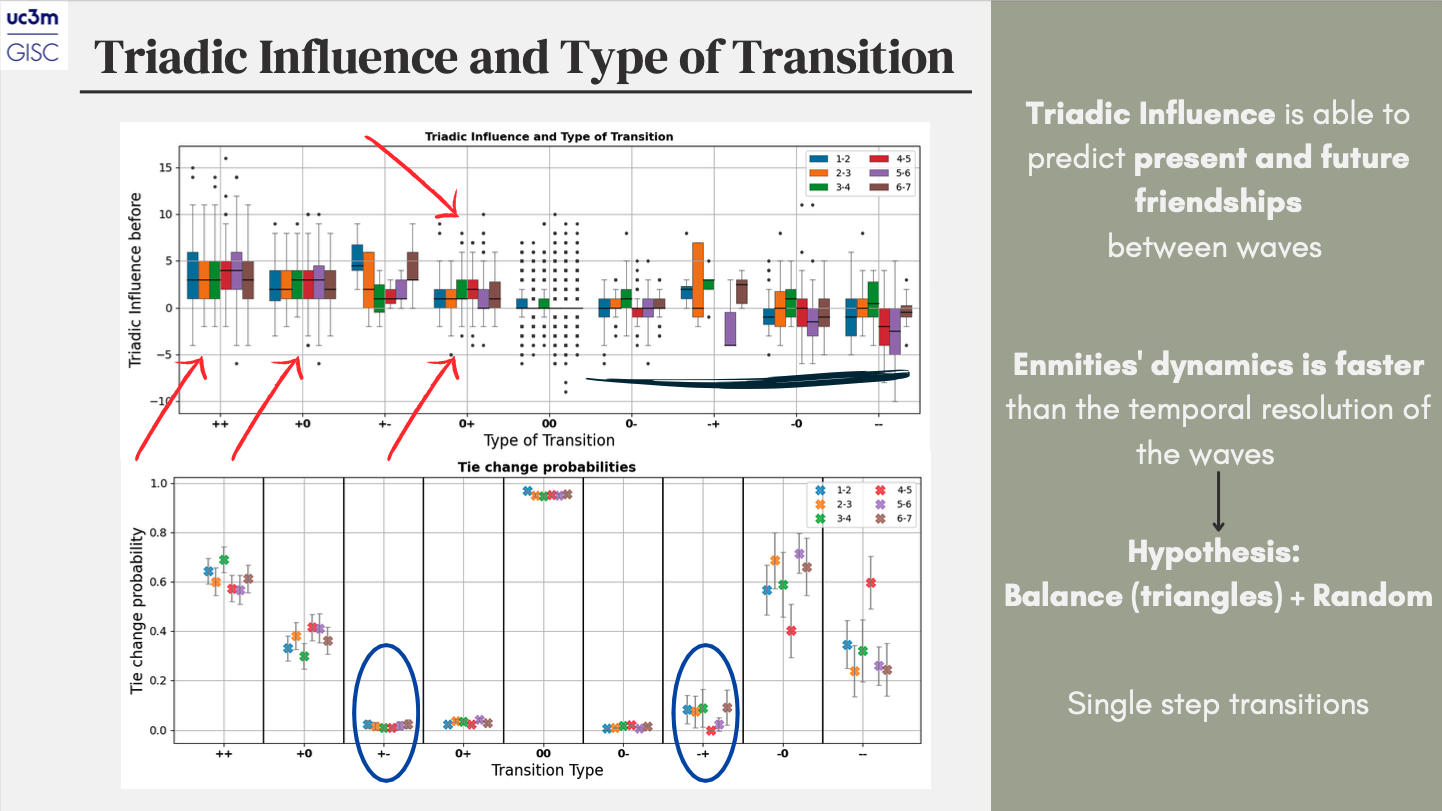 uc3m
GISC
Triadic Influence and Type of Transition
Triadic Influence and Type of Transition
Triadic Influence before
15
10
5
0
−5
−10
1-2
2-3
3-4
4-5
5-6
6-7
++
+0
+-
0+
00
0-
-+
-0
--
Type of Transition
Tie change probabilities
Tie change probability
1.0
0.8
0.6
0.4
0.2
0.0
1-2
2-3
3-4
4-5
5-6
6-7
++
+0
+-
0+
00
0-
-+
-0
--
Transition Type
Triadic Influence is able to
predict present and future
friendships
between waves
Enmities' dynamics is faster
than the temporal resolution of
the waves
Hypothesis:
Balance (triangles) + Random
Single step transitions